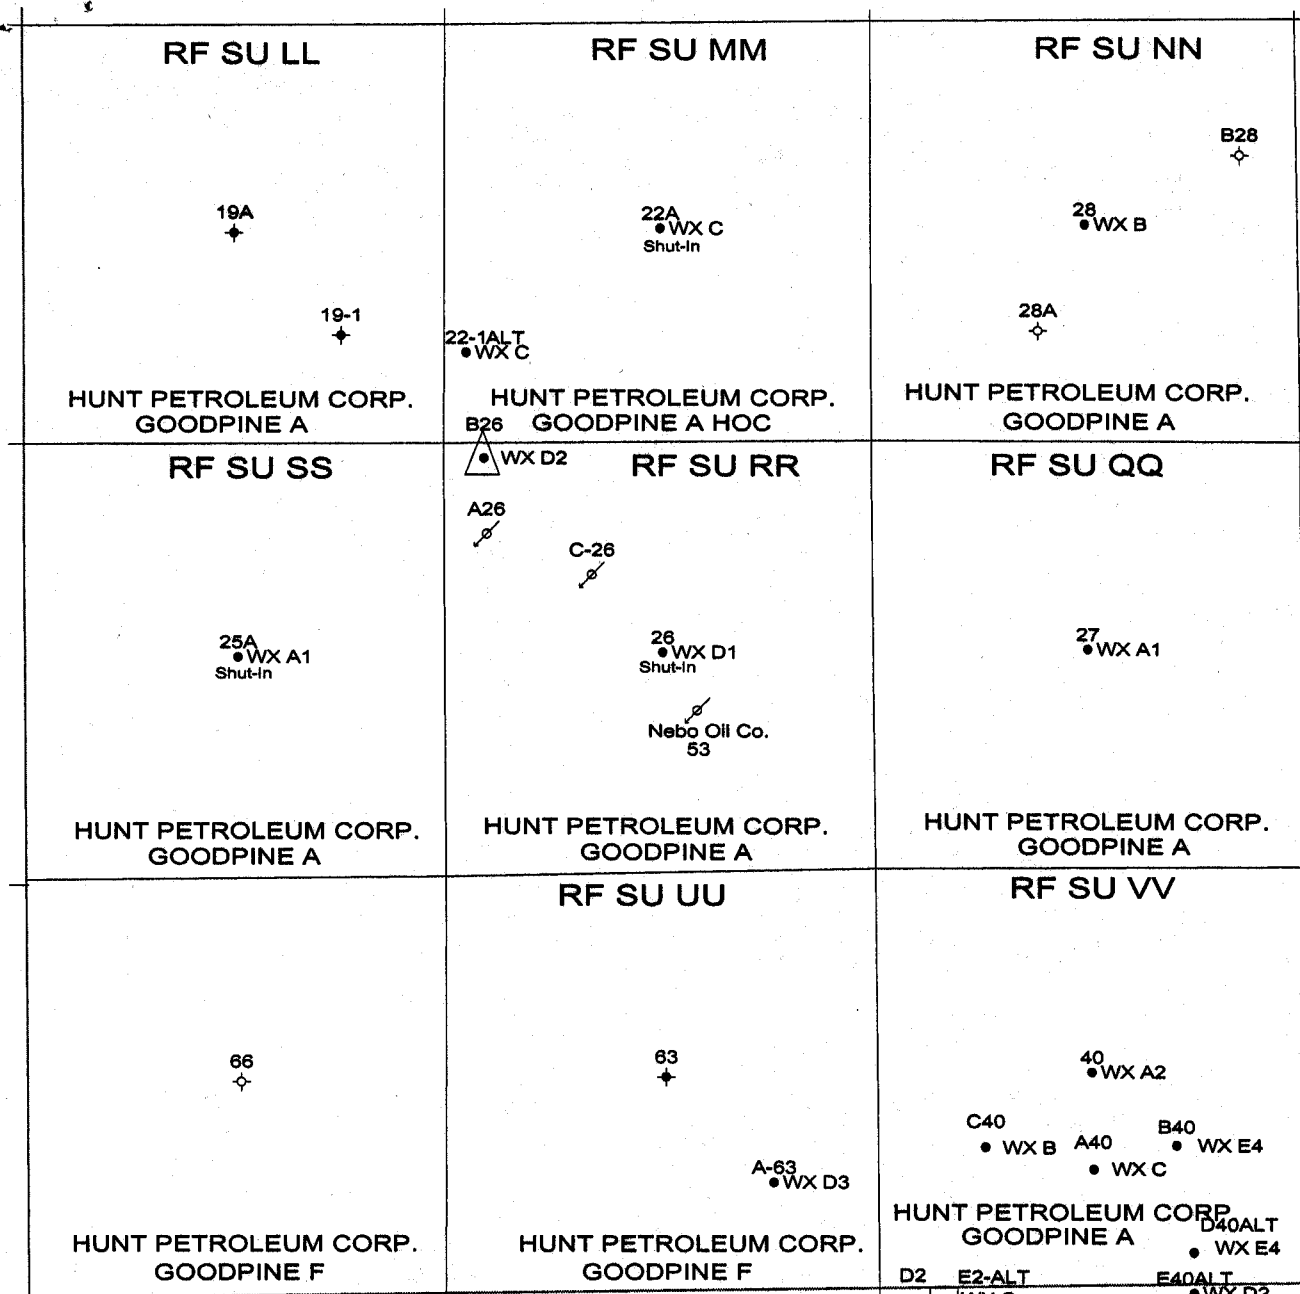 RF SU LL
19A
19-1
HUNT PETROLEUM CORP.
GOODPINE A
RF SU MM
22A
WX C
Shut-In
22-1ALT
WX C
HUNT PETROLEUM CORP.
GOODPINE A HOC
RF SU NN
B28
28
WX B
28A
HUNT PETROLEUM CORP.
GOODPINE A
RF SU SS
25A
WX A1
Shut-In
HUNT PETROLEUM CORP.
GOODPINE A
B26
WX D2
RF SU RR
A26
C-26
26
WX D1
Shut-In
Nebo Oil Co.
53
HUNT PETROLEUM CORP.
GOODPINE A
RF SU QQ
27
WX A1
HUNT PETROLEUM CORP.
GOODPINE A
66
HUNT PETROLEUM CORP.
GOODPINE F
RF SU UU
63
A-63
WX D3
HUNT PETROLEUM CORP.
GOODPINE F
RF SU VV
40
WX A2
C40
WX B
A40
WX C
B40
WX E4
HUNT PETROLEUM CORP
GOODPINE A
D40ALT
WX E4
D2
E2-ALT
E40ALT